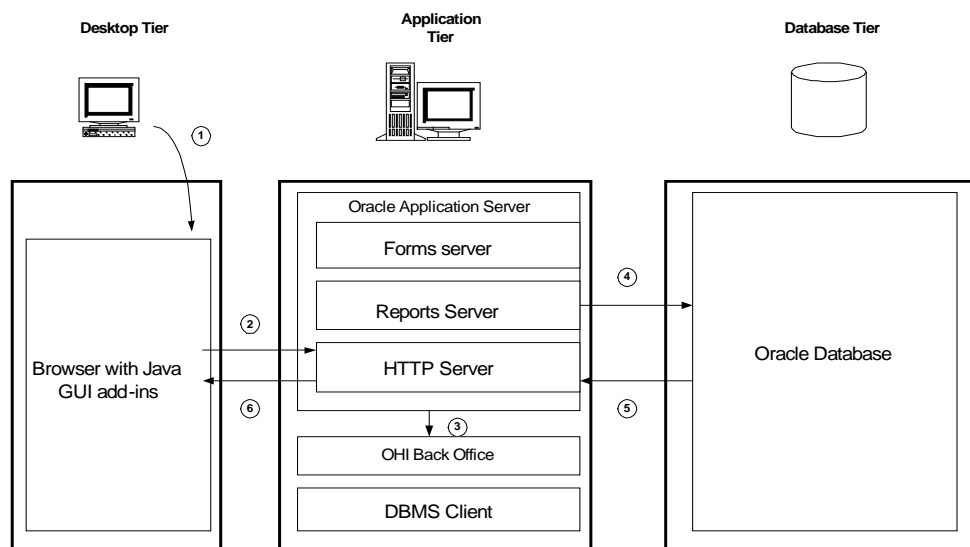 Desktop Tier
Application
Tier
Database Tier
1
Oracle Application Server
Forms server
4
Reports Server
2
Oracle Database
Browser with Java
GUI add-ins
HTTP Server
6
5
3
OHI Back Office
DBMS Client